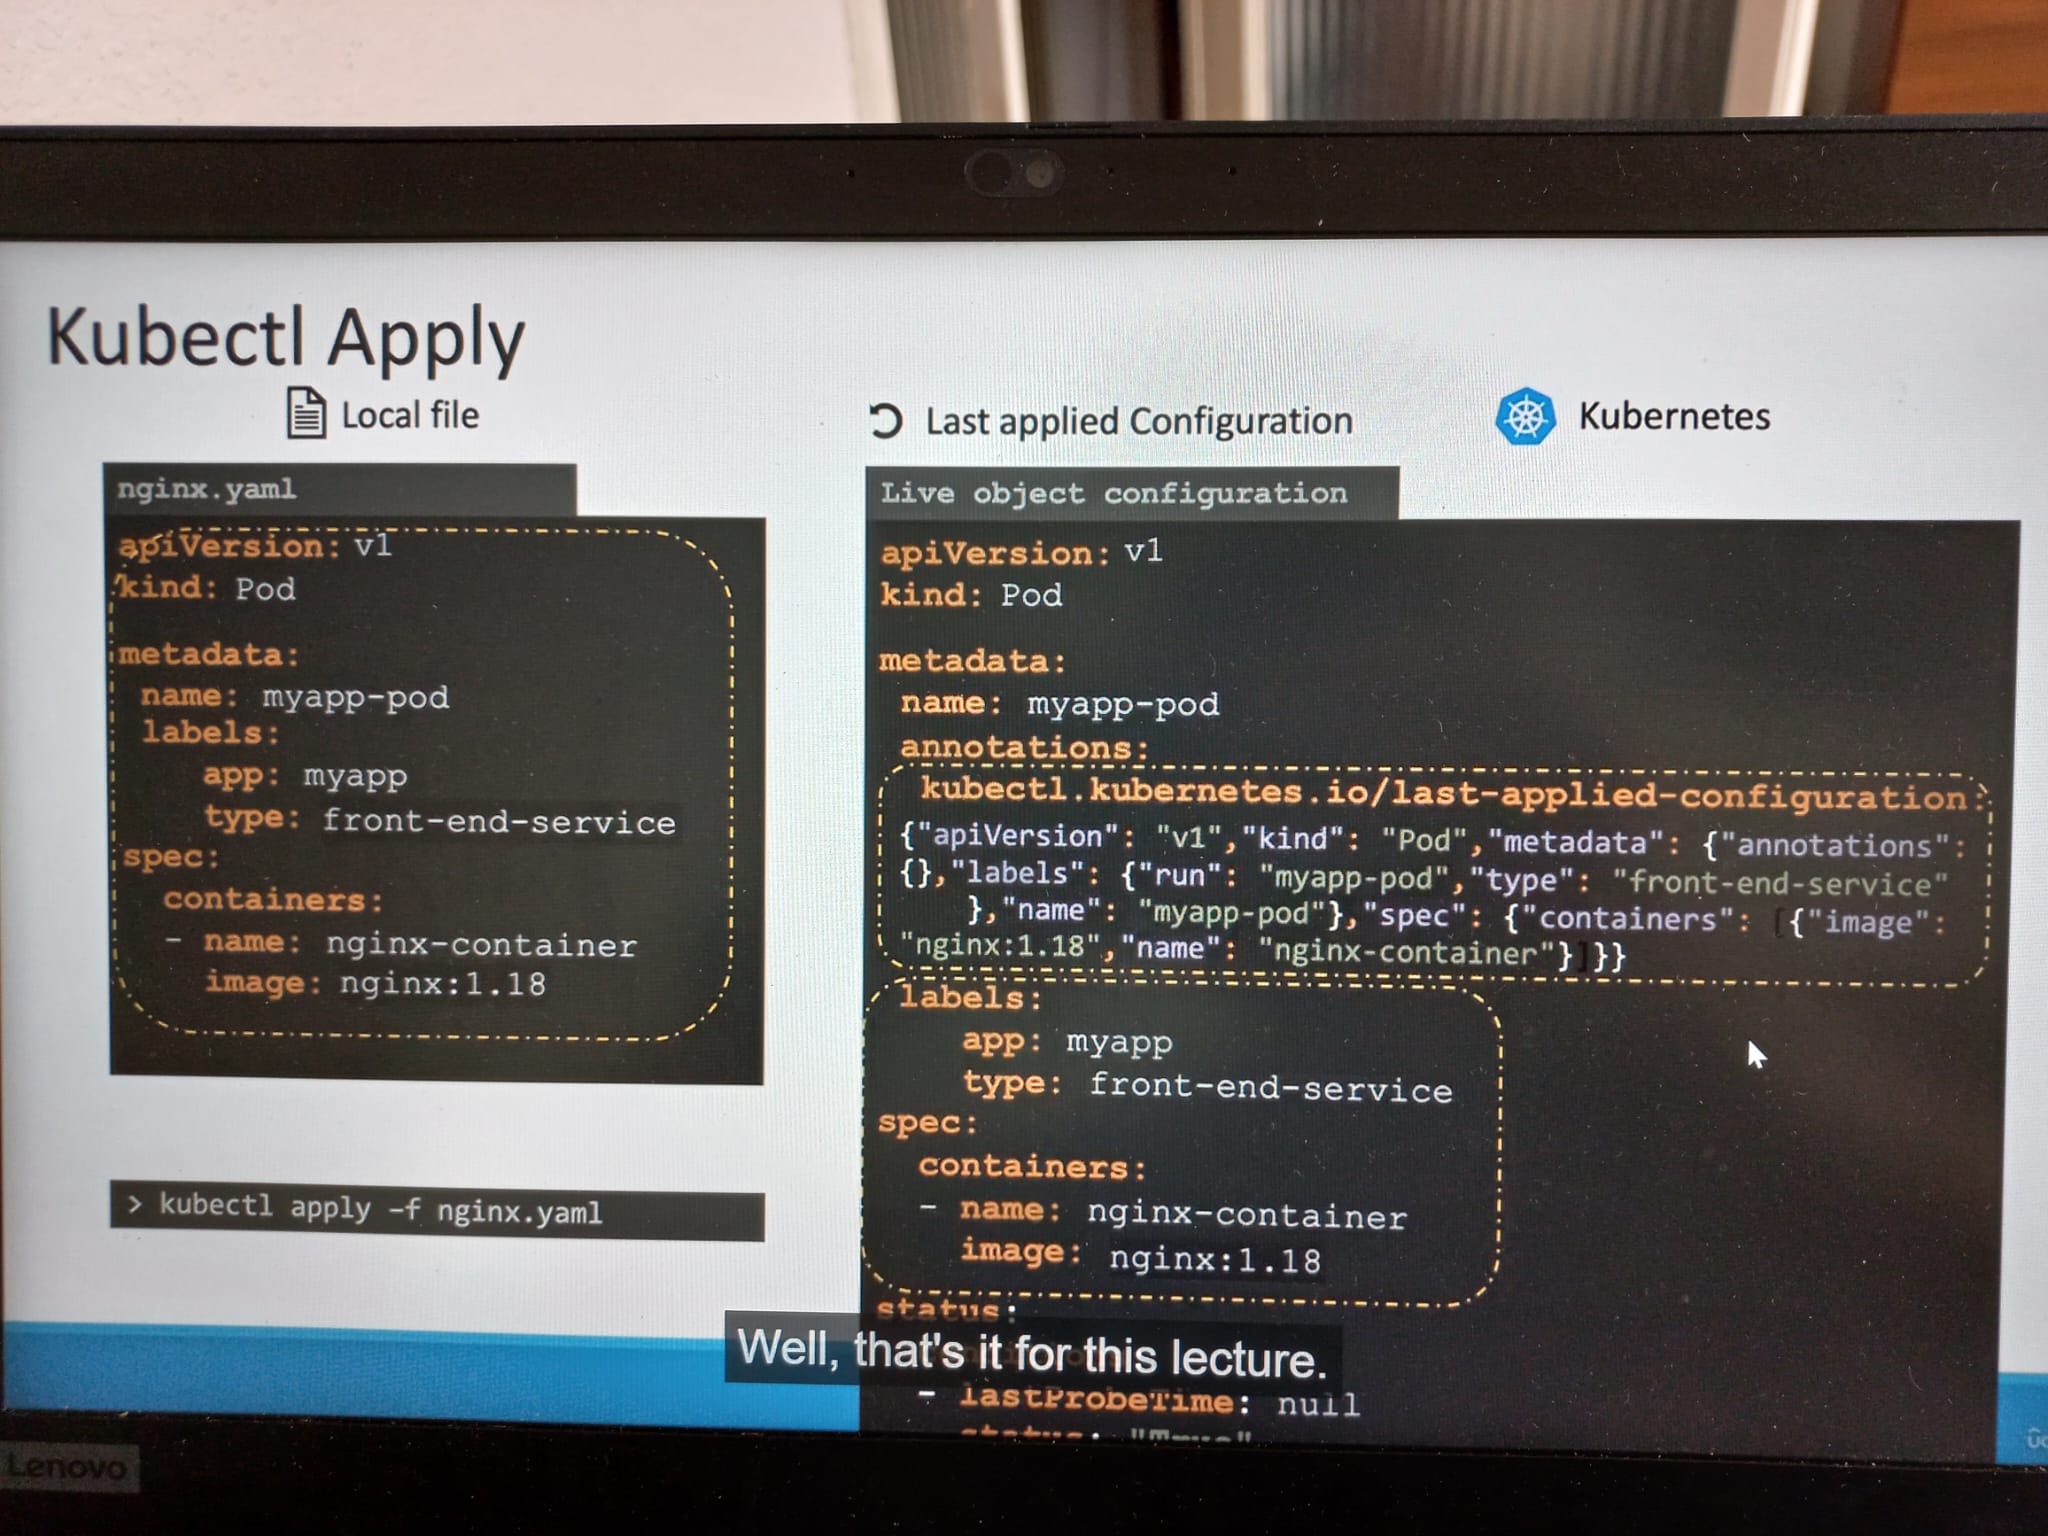 Kubectl Apply
Local file
nginx.yaml
apiVersion: v1
kind: Pod
metadata:
name: myapp-pod
labels:
app: myapp
type: front-end-service
spec:
containers:
- name: nginx-container
image: nginx:1.18
> kubectl apply -f nginx.yaml
Last applied Configuration
Kubernetes
Live object configuration
apiVersion: v1
kind: Pod
metadata:
name: myapp-pod
annotations:
kubectl.kubernetes.io/last-applied-configuration:
{"apiVersion": "v1","kind": "Pod","metadata": {"annotations":
{},"labels": {"run": "myapp-pod","type": "front-end-service"
},"name": "myapp-pod"},"spec": {"containers": [{"image":
"nginx:1.18","name": "nginx-container"}]}}
labels:
app: myapp
type: front-end-service
spec:
containers:
- name: nginx-container
image: nginx:1.18
status:
Well, that's it for this lecture.
- lastProbeTime: null
Lenovo